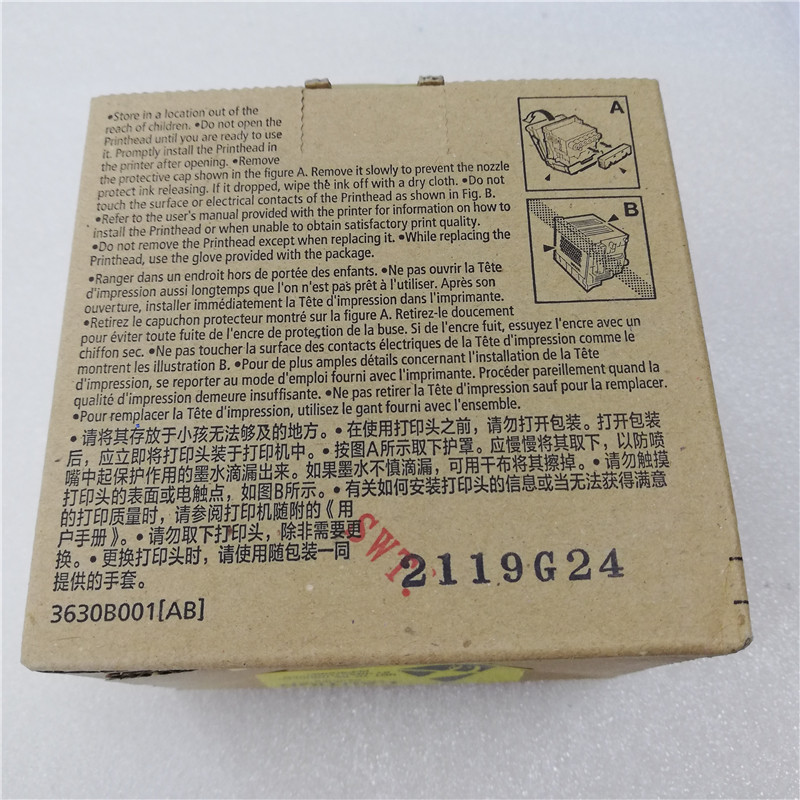 •Store in a location out of the
reach of children. •Do not open the
Printhead until you are ready to use
it. Promptly install the Printhead in
the printer after opening. •Remove
the protective cap shown in the figure A. Remove it slowly to prevent the nozzle
protect ink releasing. If it dropped, wipe the ink off with a dry cloth. •Do not
touch the surface or electrical contacts of the Printhead as shown in Fig. B.
•Refer to the user's manual provided with the printer for information on how to
install the Printhead or when unable to obtain satisfactory print quality.
•Do not remove the Printhead except when replacing it. •While replacing the
Printhead, use the glove provided with the package.
A
B
•Ranger dans un endroit hors de portée des enfants. •Ne pas ouvrir la Tête
d'impression aussi longtemps que l'on n'est pas prêt à l'utiliser. Après son
ouverture, installer immédiatement la Tête d'impression dans l'imprimante.
•Retirez le capuchon protecteur montré sur la figure A. Retirez-le doucement
pour éviter toute fuite de l'encre de protection de la buse. Si de l'encre fuit, essuyez l'encre avec un
chiffon sec. •Ne pas toucher la surface des contacts électriques de la Tête d'impression comme le
montrent les illustration B. •Pour de plus amples détails concernant l'installation de la Tête
d'impression, se reporter au mode d'emploi fourni avec l'imprimante. Procéder pareillement quand la
qualité d'impression demeure insuffisante. •Ne pas retirer la Tête d'impression sauf pour la remplacer.
•Pour remplacer la Tête d'impression, utilisez le gant fourni avec l'ensemble.
•请将其存放于小孩无法够及的地方。•在使用打印头之前，请勿打开包装。打开包装
后，应立即将打印头装于打印机中。•按图A所示取下护罩。应慢慢将其取下，以防喷
嘴中起保护作用的墨水滴漏出来。如果墨水不慎滴漏，可用干布将其擦掉。•请勿触摸
打印头的表面或电触点，如图B所示。•有关如何安装打印头的信息或当无法获得满意
的打印质量时，请参阅打印机随附的《用
户手册》。•请勿取下打印头，除非需要更
换。•更换打印头时，请使用随包装一同
提供的手套。
SWT.
2119G24
3630B001[AB]